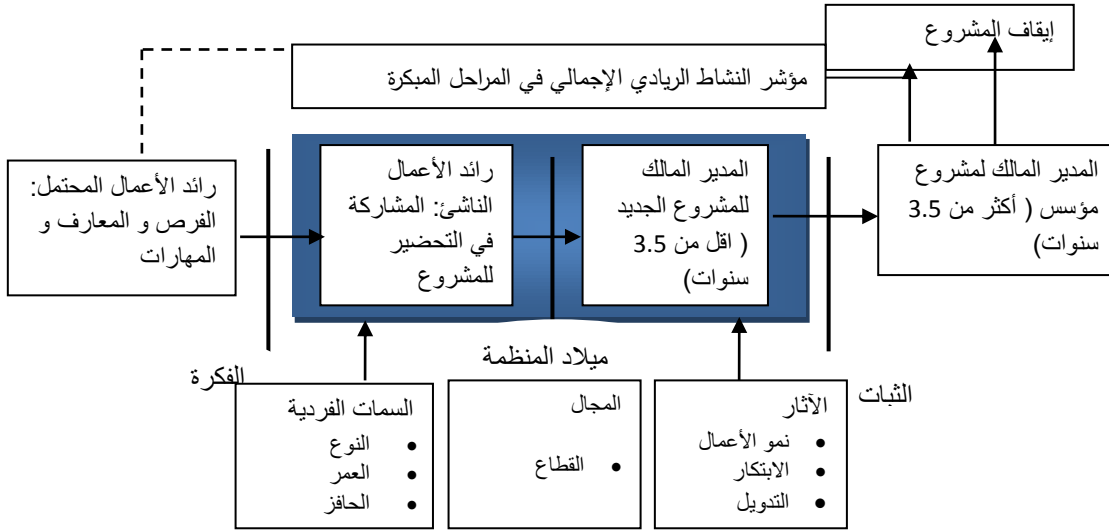 إيقاف المشروع
مؤشر النشاط الريادي الإجمالي في المراحل المبكرة
رائد الأعمال المحتمل:
الفرص و المعارف و
المهارات
رائد الأعمال
الناشئ: المشاركة
في التحضير
للمشروع
المدير المالك
للمشروع الجديد
( اقل من 3.5
سنوات)
المدير المالك لمشروع
مؤسس ( أكثر من 3.5
سنوات)
الفكرة
ميلاد المنظمة
الثبات
السمات الفردية
• النوع
• العمر
• الحافز
المجال
• القطاع
الآثار
• نمو الأعمال
• الابتكار
• التدويل